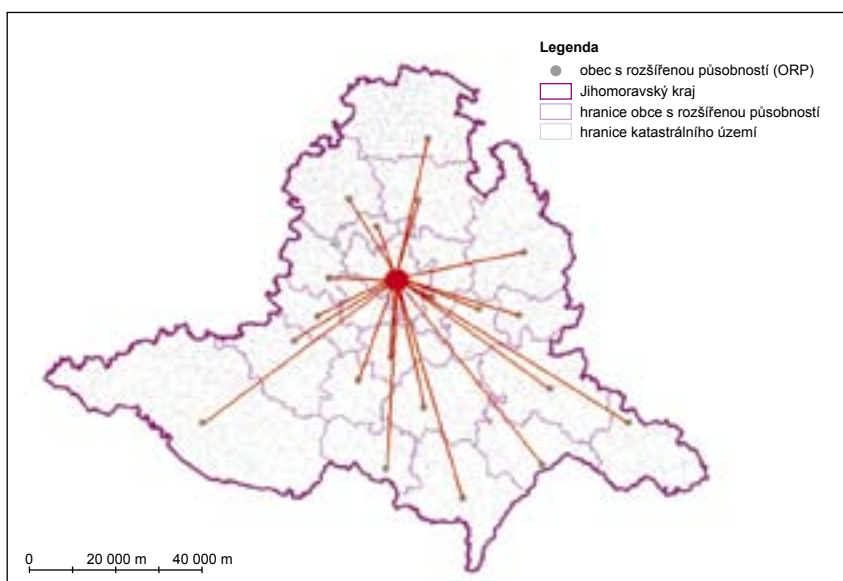 Legenda
obec s rozšířenou působností (ORP)
Jihomoravský kraj
hranice obce s rozšířenou působností
hranice katastrálního území
0 20 000 m 40 000 m